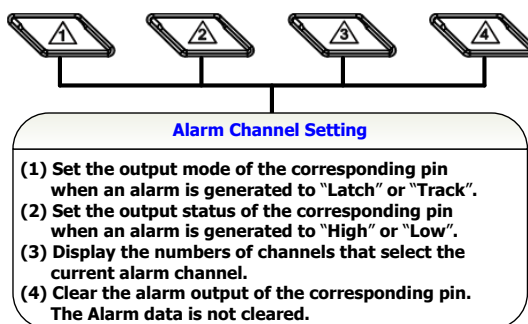 1 2 3 4
Alarm Channel Setting
(1) Set the output mode of the corresponding pin
when an alarm is generated to “Latch” or “Track”.
(2) Set the output status of the corresponding pin
when an alarm is generated to “High” or “Low”.
(3) Display the numbers of channels that select the
current alarm channel.
(4) Clear the alarm output of the corresponding pin.
The Alarm data is not cleared.